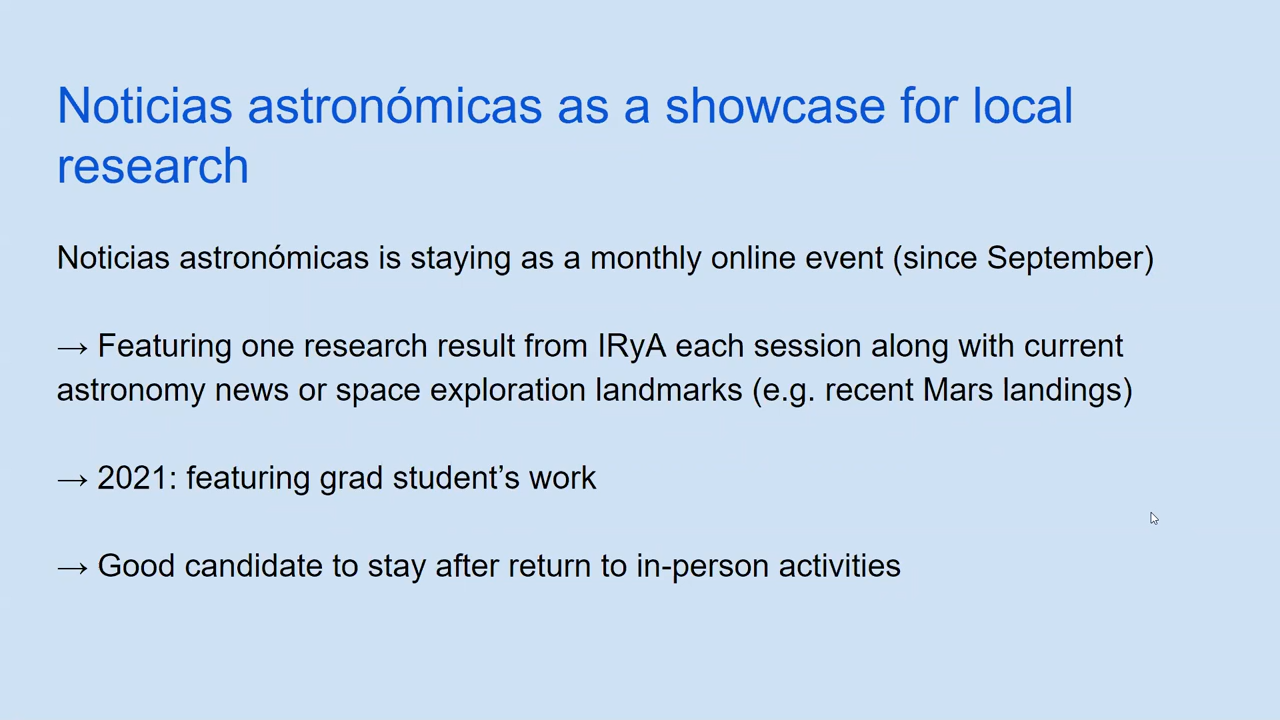 Noticias astronómicas as a showcase for local
research
Noticias astronómicas is staying as a monthly online event (since September)
→ Featuring one research result from IRyA each session along with current
astronomy news or space exploration landmarks (e.g. recent Mars landings)
→ 2021: featuring grad student’s work
→ Good candidate to stay after return to in-person activities